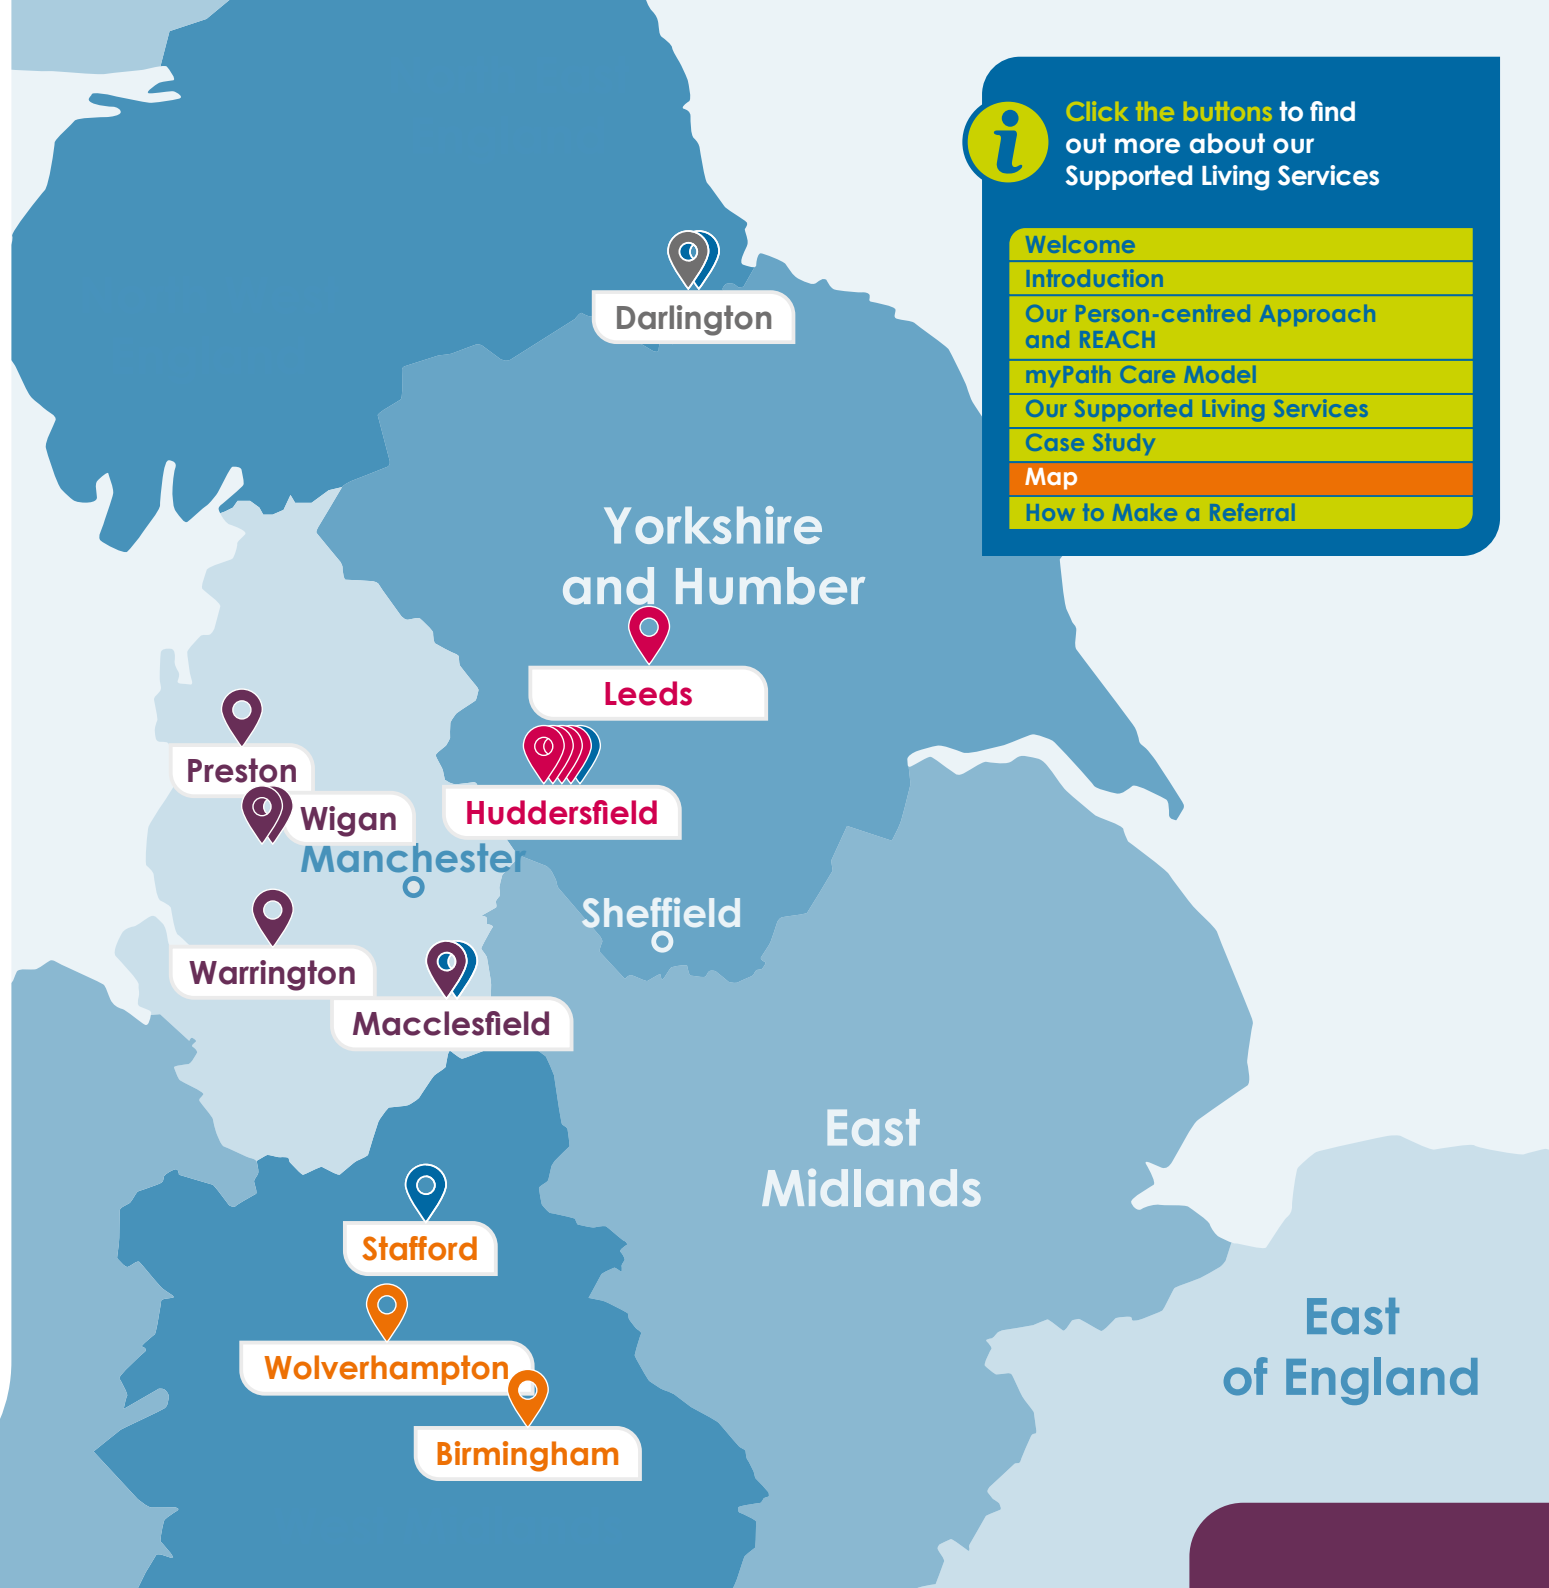 Click the buttons to find
out more about our
Supported Living Services
Welcome
Introduction
Our Person-centred Approach
and REACH
myPath Care Model
Our Supported Living Services
Case Study
Map
How to Make a Referral
Darlington
Yorkshire
and Humber
Leeds
Preston
Huddersfield
Wigan
Manchester
Sheffield
Warrington
Macclesfield
East
Midlands
Stafford
Wolverhampton
Birmingham
East
of England